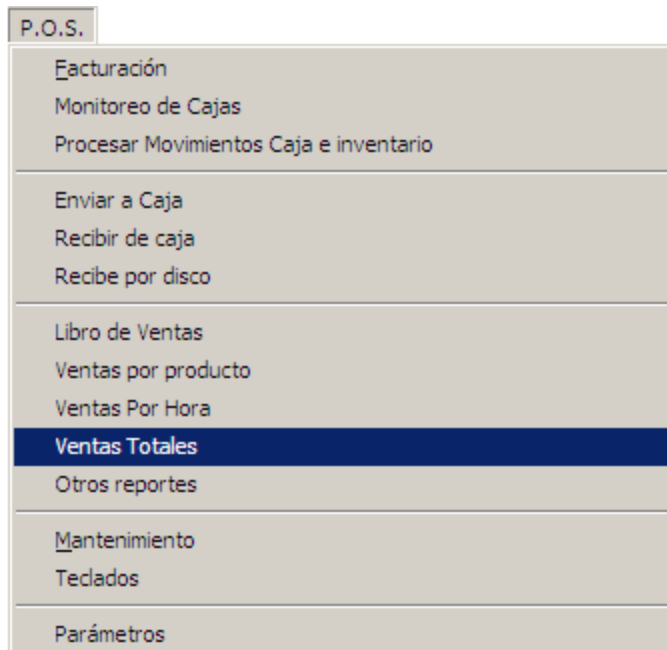 P.O.S.
Facturación
Monitoreo de Cajas
Procesar Movimientos Caja e inventario
Enviar a Caja
Recibir de caja
Recibe por disco
Libro de Ventas
Ventas por producto
Ventas Por Hora
Ventas Totales
Otros reportes
Mantenimiento
Teclados
Parámetros